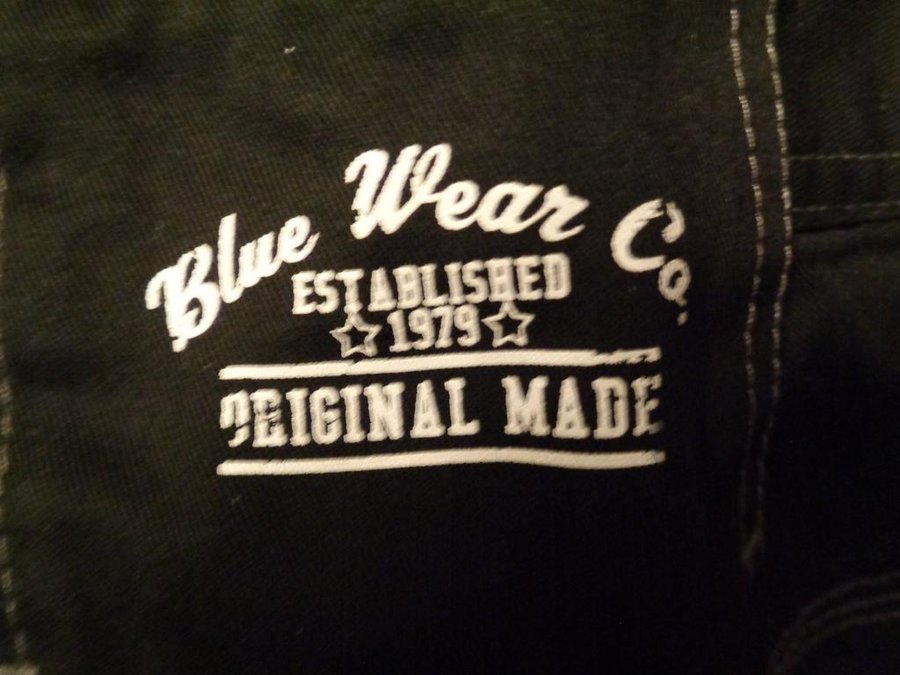 Blue Wear Co.
ESTABLISHED
1979
ORIGINAL MADE